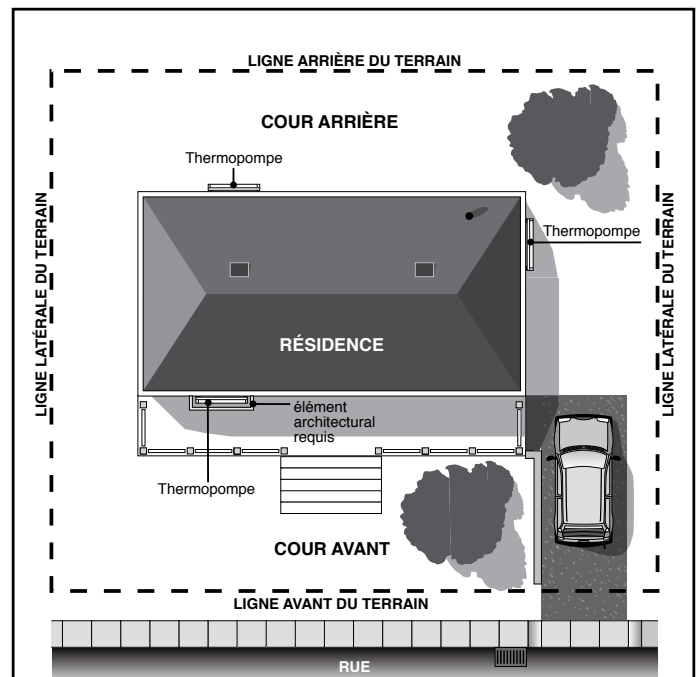 LIGNE ARRIÈRE DU TERRAIN
COUR ARRIÈRE
Thermopompe
LIGNE LATÉRALE DU TERRAIN
Thermopompe
LIGNE LATÉRALE DU TERRAIN
RÉSIDENCE
élément
architectural
requis
Thermopompe
COUR AVANT
LIGNE AVANT DU TERRAIN
RUE